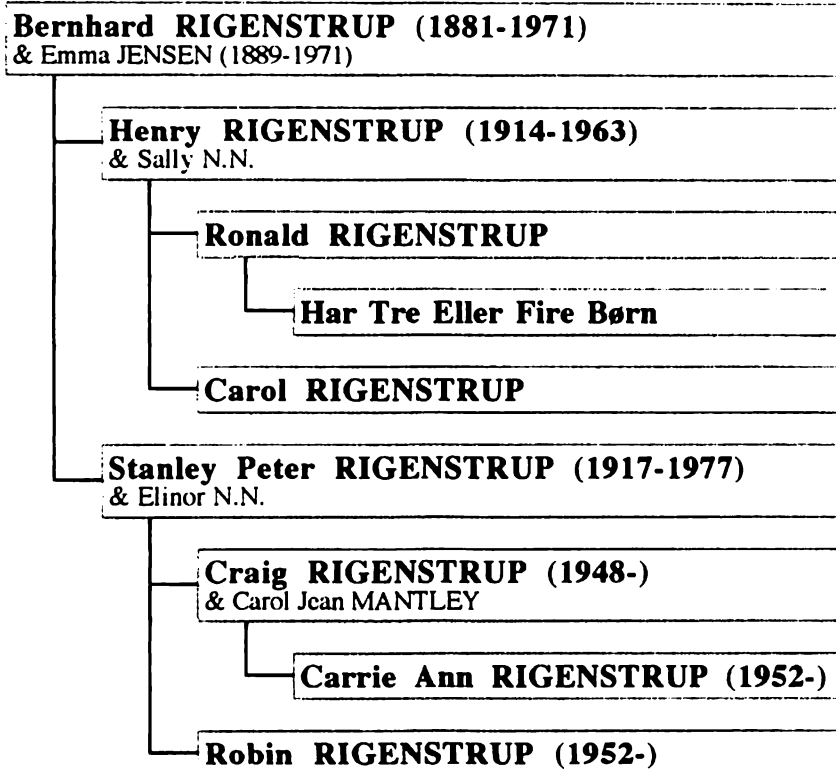 Bernhard RIGENSTRUP (1881-1971)
& Emma JENSEN (1889-1971)
Henry RIGENSTRUP (1914-1963)
& Sally N.N.
Ronald RIGENSTRUP
Har Tre Eller Fire Børn
Carol RIGENSTRUP
Stanley Peter RIGENSTRUP (1917-1977)
& Elinor N.N.
Craig RIGENSTRUP (1948-)
& Carol Jean MANTLEY
Carrie Ann RIGENSTRUP (1952-)
Robin RIGENSTRUP (1952-)